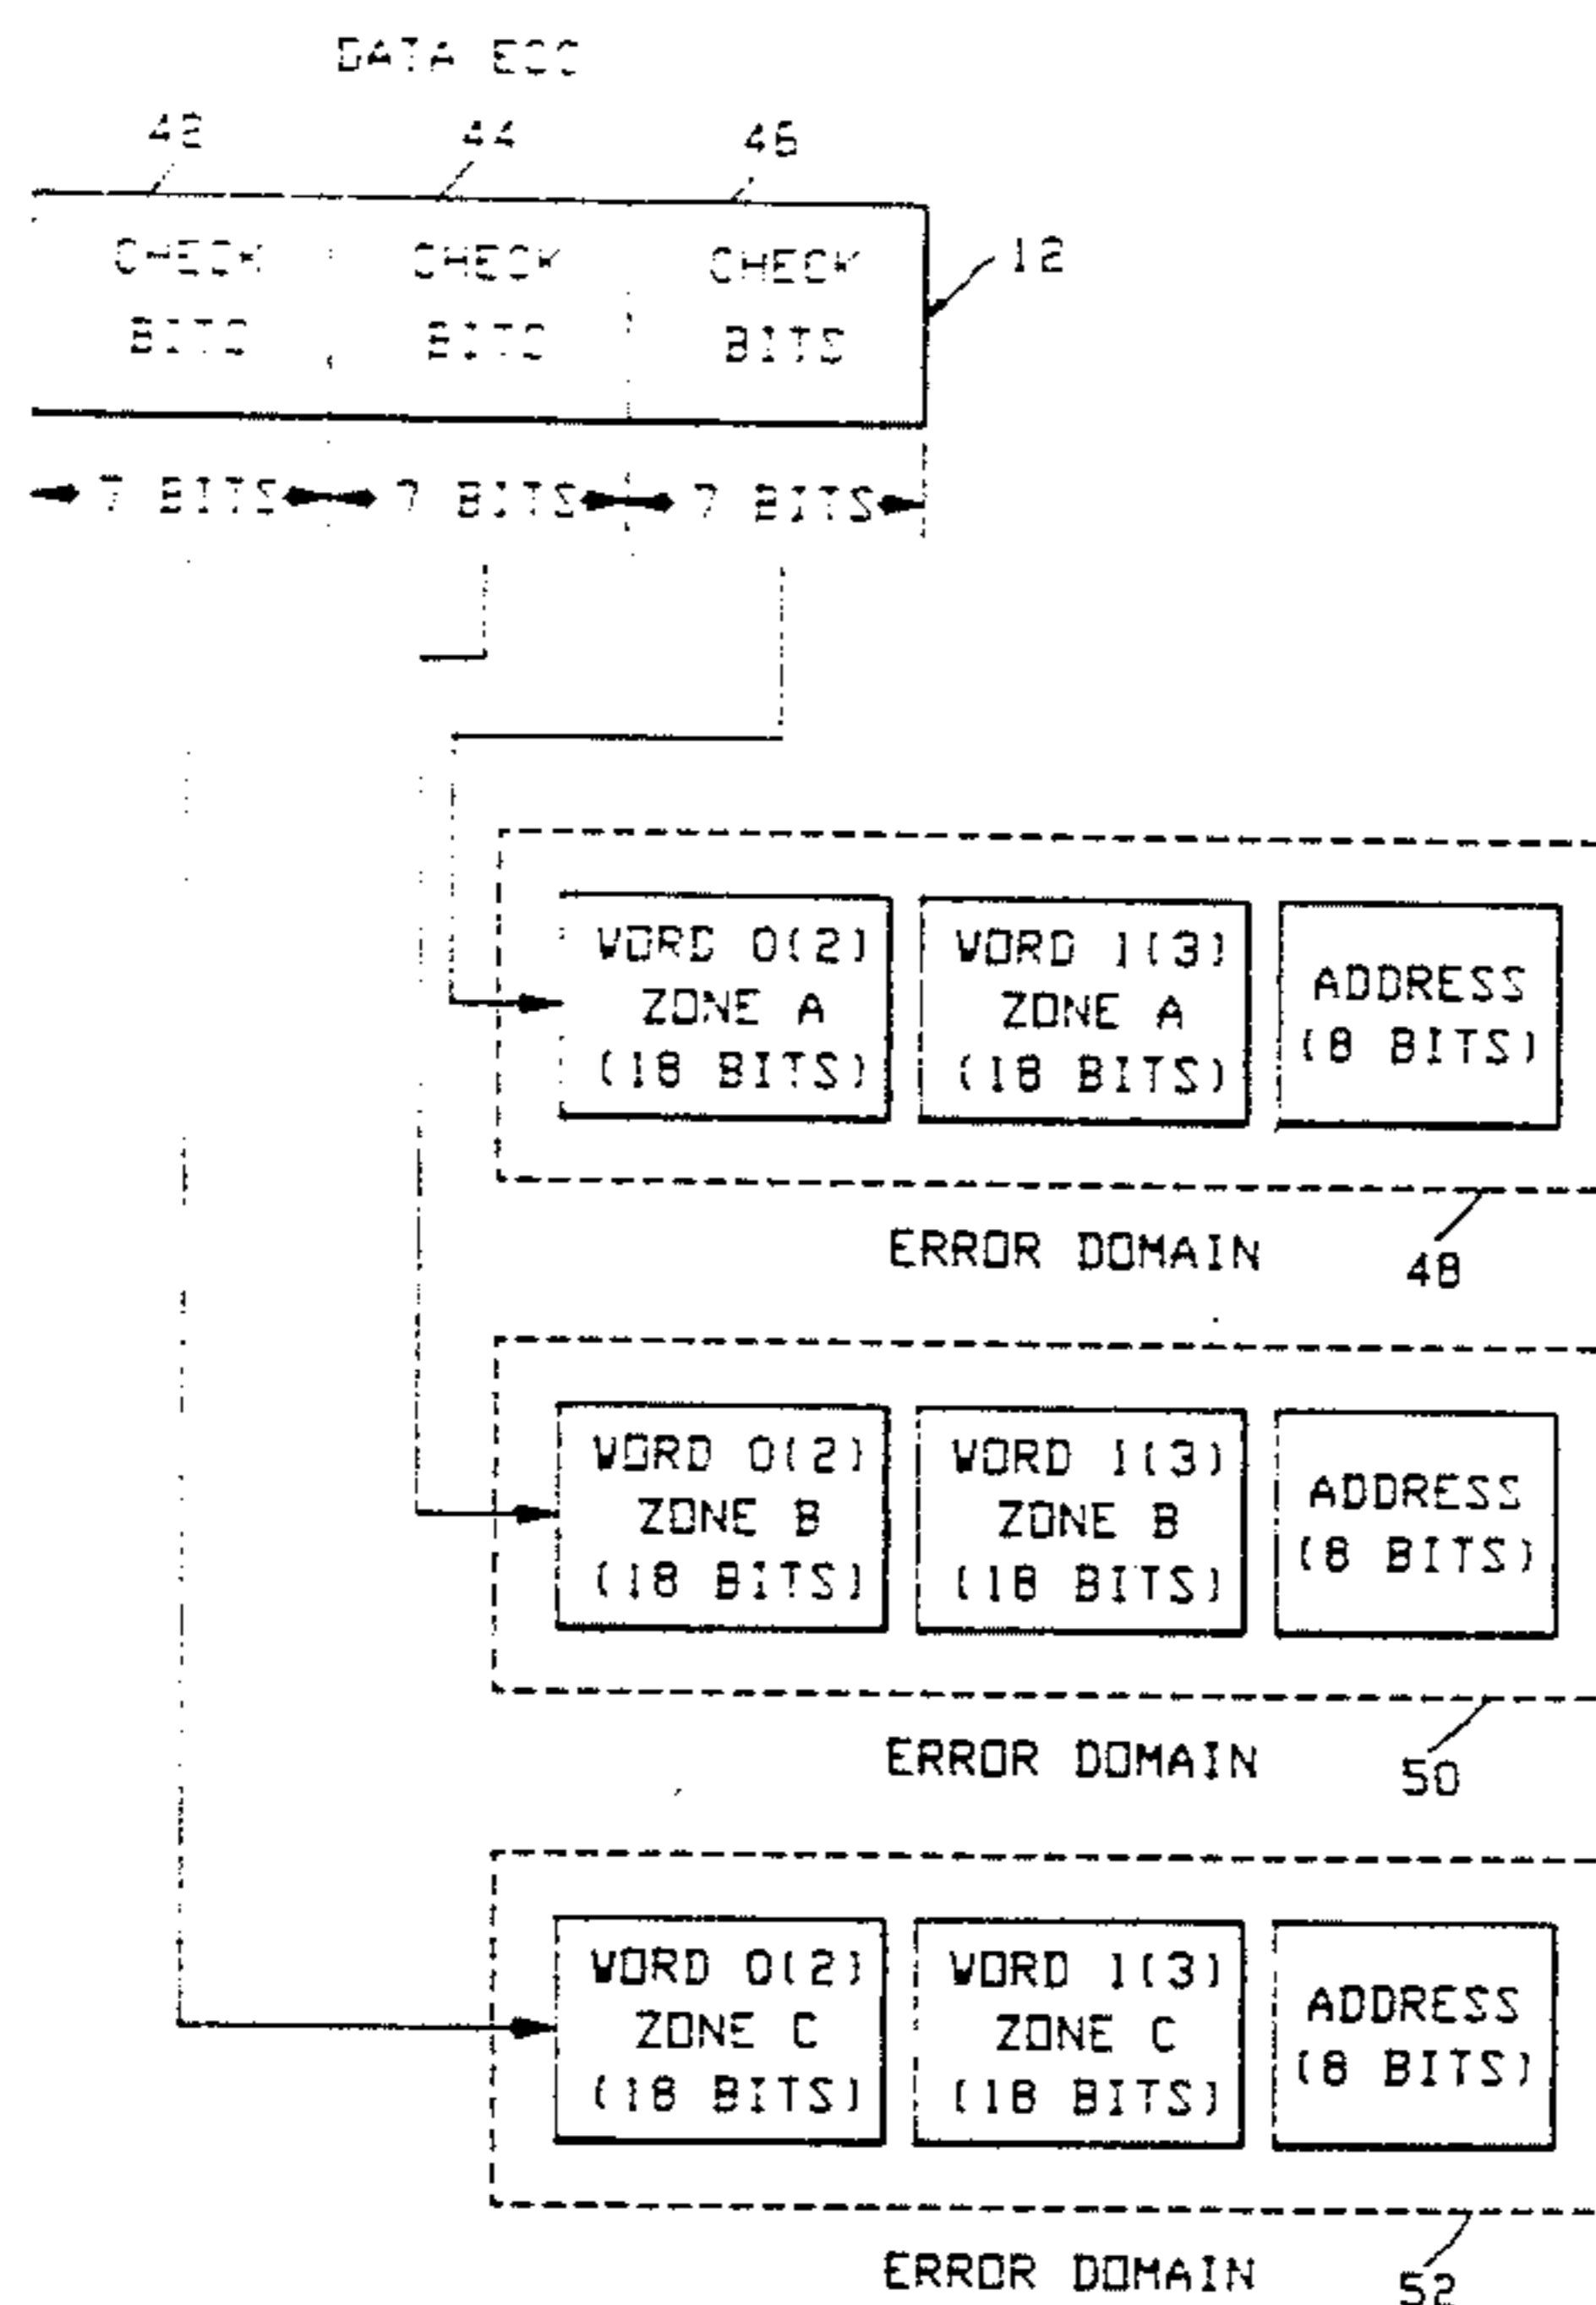 DATA ECC
42 44 46
CHECK CHECK CHECK
BITS BITS BITS
12
7 BITS 7 BITS 7 BITS
WORD 0(2) WORD 1(3) ADDRESS
ZONE A ZONE A (8 BITS)
(18 BITS) (18 BITS)
ERROR DOMAIN 48
WORD 0(2) WORD 1(3) ADDRESS
ZONE B ZONE B (8 BITS)
(18 BITS) (18 BITS)
ERROR DOMAIN 50
WORD 0(2) WORD 1(3) ADDRESS
ZONE C ZONE C (8 BITS)
(18 BITS) (18 BITS)
ERROR DOMAIN 52